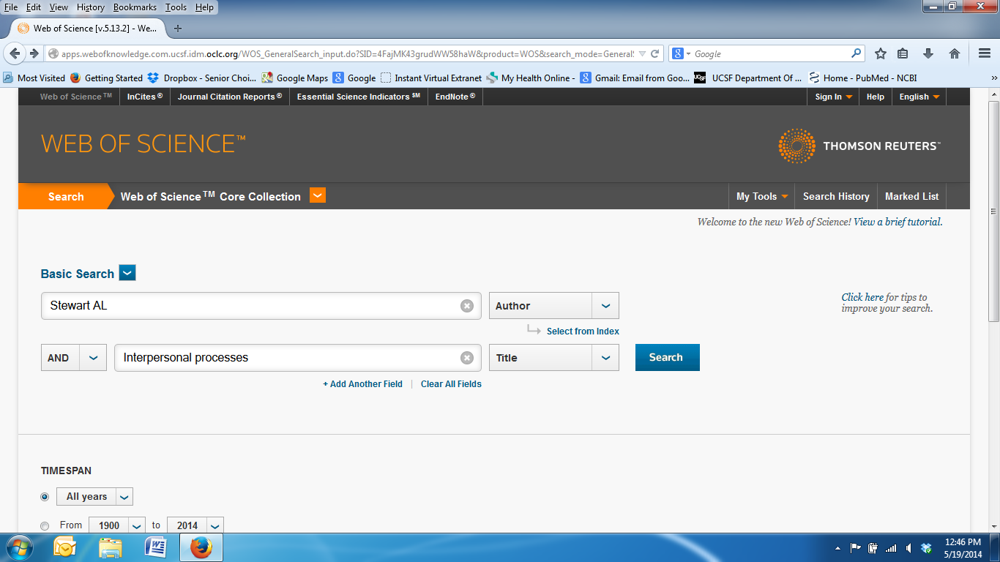 File Edit View History Bookmarks Tools Help
Web of Science [v.5.13.2] - We...
apps.webofknowledge.com.ucsf.idm.oclc.org/WOS_GeneralSearch_input.do?SID=4FajMK43grudWW58haW&product=WOS&search_mode=General Google
Most Visited Getting Started Dropbox - Senior Choi... Google Maps Google Instant Virtual Extranet My Health Online - Gmail: Email from Goo... UCSF Department Of ... Home - PubMed - NCBI »
Web of Science™ InCites® Journal Citation Reports® Essential Science Indicators℠ EndNote® Sign In Help English
WEB OF SCIENCE™ THOMSON REUTERS™
Search Web of Science™ Core Collection My Tools Search History Marked List
Welcome to the new Web of Science! View a brief tutorial.
Basic Search
Stewart AL Author
Click here for tips to
improve your search.
Select from Index
AND Interpersonal processes Title Search
+ Add Another Field | Clear All Fields
TIMESPAN
All years
From 1900 to 2014
12:46 PM
5/19/2014